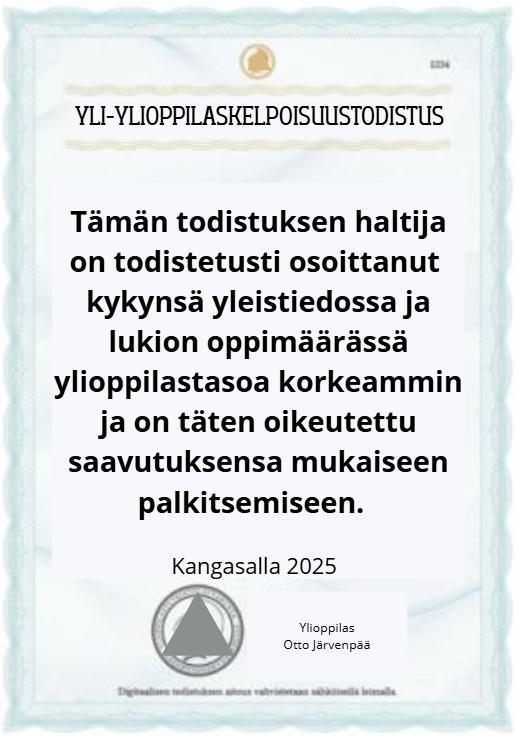 1234
YLI-YLIOPPILASKELPOISUUSTODISTUS
Tämän todistuksen haltija
on todistetusti osoittanut
kykynsä yleistiedossa ja
lukion oppimäärässä
ylioppilastasoa korkeammin
ja on täten oikeutettu
saavutuksensa mukaiseen
palkitsemiseen.
Kangasalla 2025
Ylioppilas
Otto Järvenpää
Digitaalisen todistuksen aitous vahvistetaan sähköisellä leimalla.